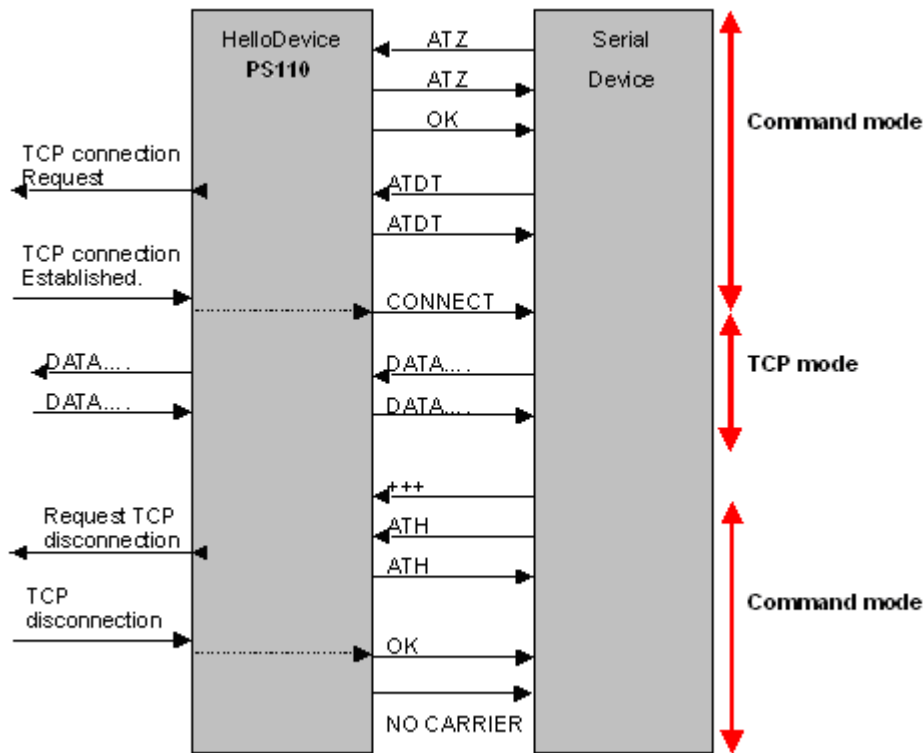 HelloDevice
PS110
Serial
Device
ATZ
ATZ
OK
Command mode
TCP connection
Request
ATDT
ATDT
TCP connection
Established.
CONNECT
DATA....
DATA....
DATA....
DATA....
TCP mode
+++
Request TCP
disconnection
ATH
ATH
TCP
disconnection
Command mode
OK
NO CARRIER